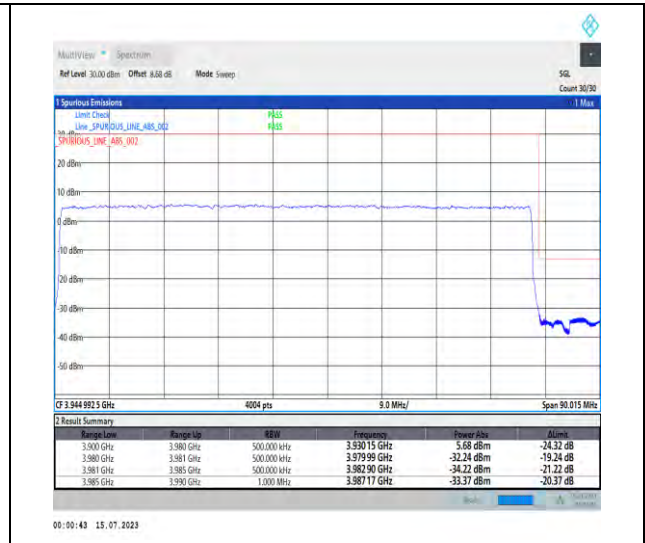 MultiView Spectrum
Ref Level 30.00 dBm Offset 8.68 dB Mode Sweep SGL
Count 30/30
1 Spurious Emissions 1 Max
Limit Check PASS
Line _SPURIOUS_LINE_ABS_002 PASS
SPURIOUS_LINE_ABS_002
20 dBm
10 dBm
0 dBm
-10 dBm
-20 dBm
-30 dBm
-40 dBm
-50 dBm
CF 3.944 992 5 GHz 4004 pts 9.0 MHz/ Span 90.015 MHz
2 Result Summary
Range Low Range Up RBW Frequency Power Abs ΔLimit
3.900 GHz 3.980 GHz 500.000 kHz 3.930 15 GHz 5.68 dBm -24.32 dB
3.980 GHz 3.981 GHz 500.000 kHz 3.979 99 GHz -32.24 dBm -19.24 dB
3.981 GHz 3.985 GHz 500.000 kHz 3.982 90 GHz -34.22 dBm -21.22 dB
3.985 GHz 3.990 GHz 1.000 MHz 3.987 17 GHz -33.37 dBm -20.37 dB
00:00:43 15.07.2023